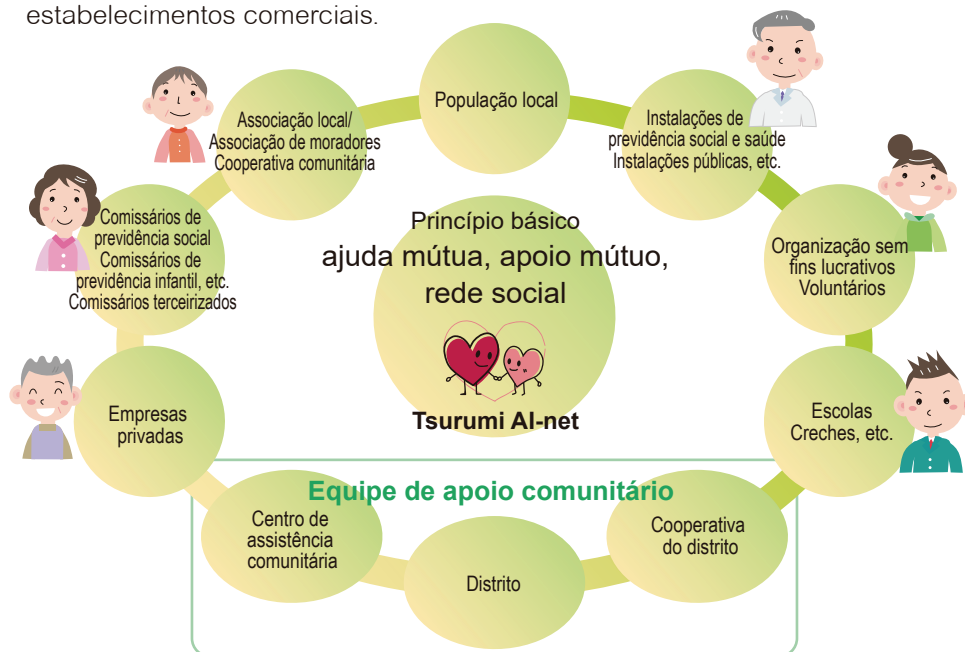 estabelecimentos comerciais.
População local
Associação local/
Associação de moradores
Cooperativa comunitária
Instalações de
previdência social e saúde
Instalações públicas, etc.
Comissários de
previdência social
Comissários de
previdência infantil, etc.
Comissários terceirizados
Princípio básico
ajuda mútua, apoio mútuo,
rede social
Tsurumi AI-net
Organização sem
fins lucrativos
Voluntários
Empresas
privadas
Escolas
Creches, etc.
Equipe de apoio comunitário
Centro de
assistência
comunitária
Distrito
Cooperativa
do distrito